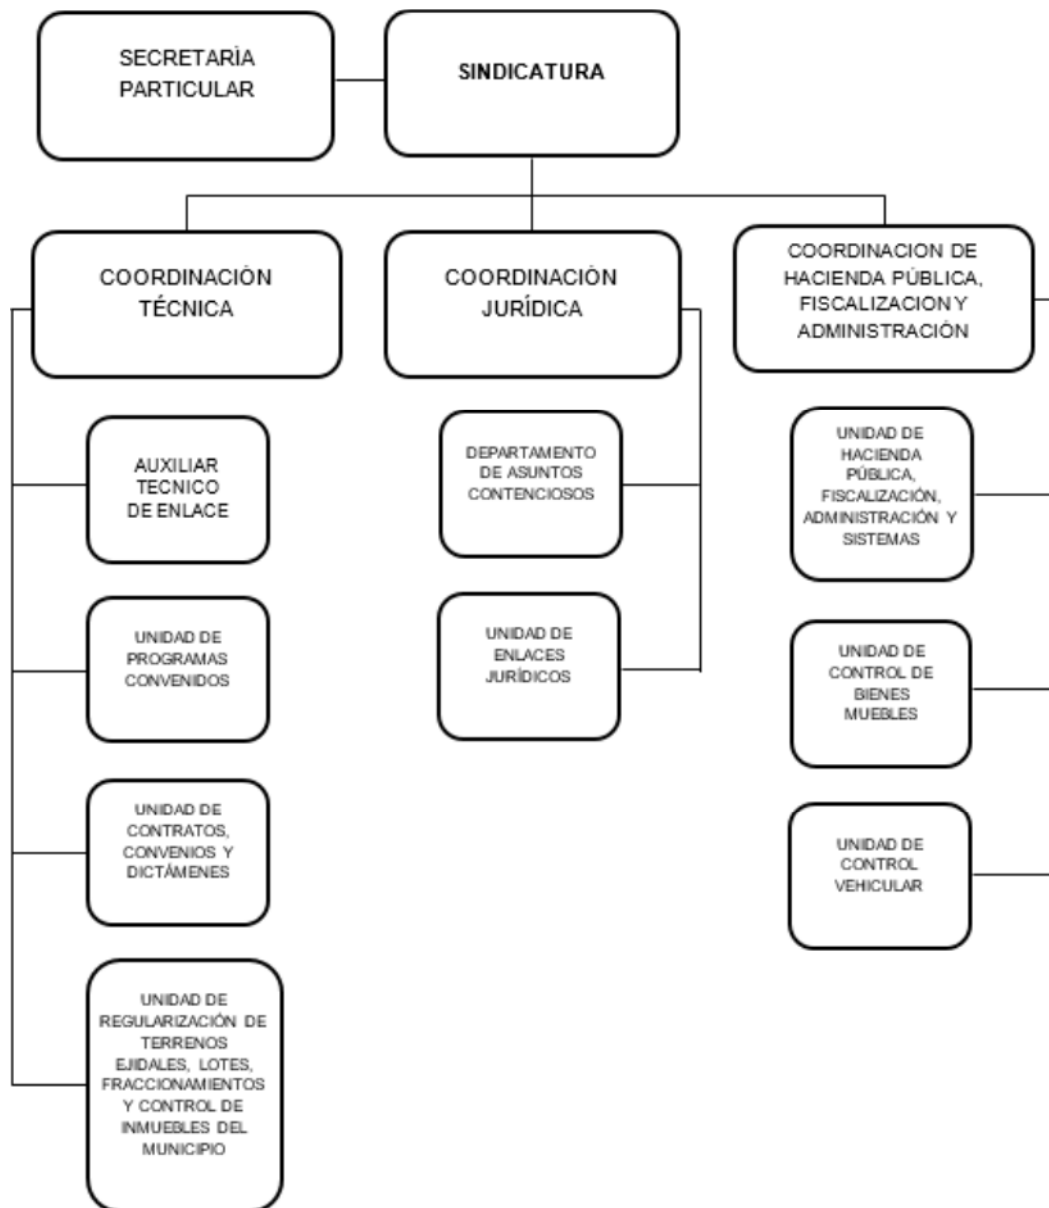 SECRETARÍA
PARTICULAR
SINDICATURA
COORDINACIÓN
TÉCNICA
COORDINACIÓN
JURÍDICA
COORDINACION DE
HACIENDA PÚBLICA,
FISCALIZACION Y
ADMINISTRACIÓN
AUXILIAR
TECNICO
DE ENLACE
UNIDAD DE
PROGRAMAS
CONVENIDOS
UNIDAD DE
CONTRATOS,
CONVENIOS Y
DICTÁMENES
UNIDAD DE
REGULARIZACIÓN DE
TERRENOS
EJIDALES, LOTES,
FRACCIONAMIENTOS
Y CONTROL DE
INMUEBLES DEL
MUNICIPIO
DEPARTAMENTO
DE ASUNTOS
CONTENCIOSOS
UNIDAD DE
ENLACES
JURÍDICOS
UNIDAD DE
HACIENDA
PÚBLICA,
FISCALIZACIÓN,
ADMINISTRACIÓN Y
SISTEMAS
UNIDAD DE
CONTROL DE
BIENES
MUEBLES
UNIDAD DE
CONTROL
VEHICULAR